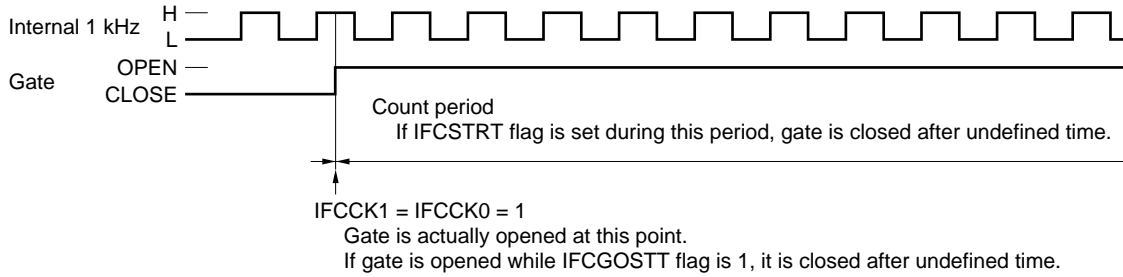 H
Internal 1 kHz
L
OPEN
Gate
CLOSE
Count period
If IFCSTRT flag is set during this period, gate is closed after undefined time.
IFCCK1 = IFCCK0 = 1
Gate is actually opened at this point.
If gate is opened while IFCGOSTT flag is 1, it is closed after undefined time.